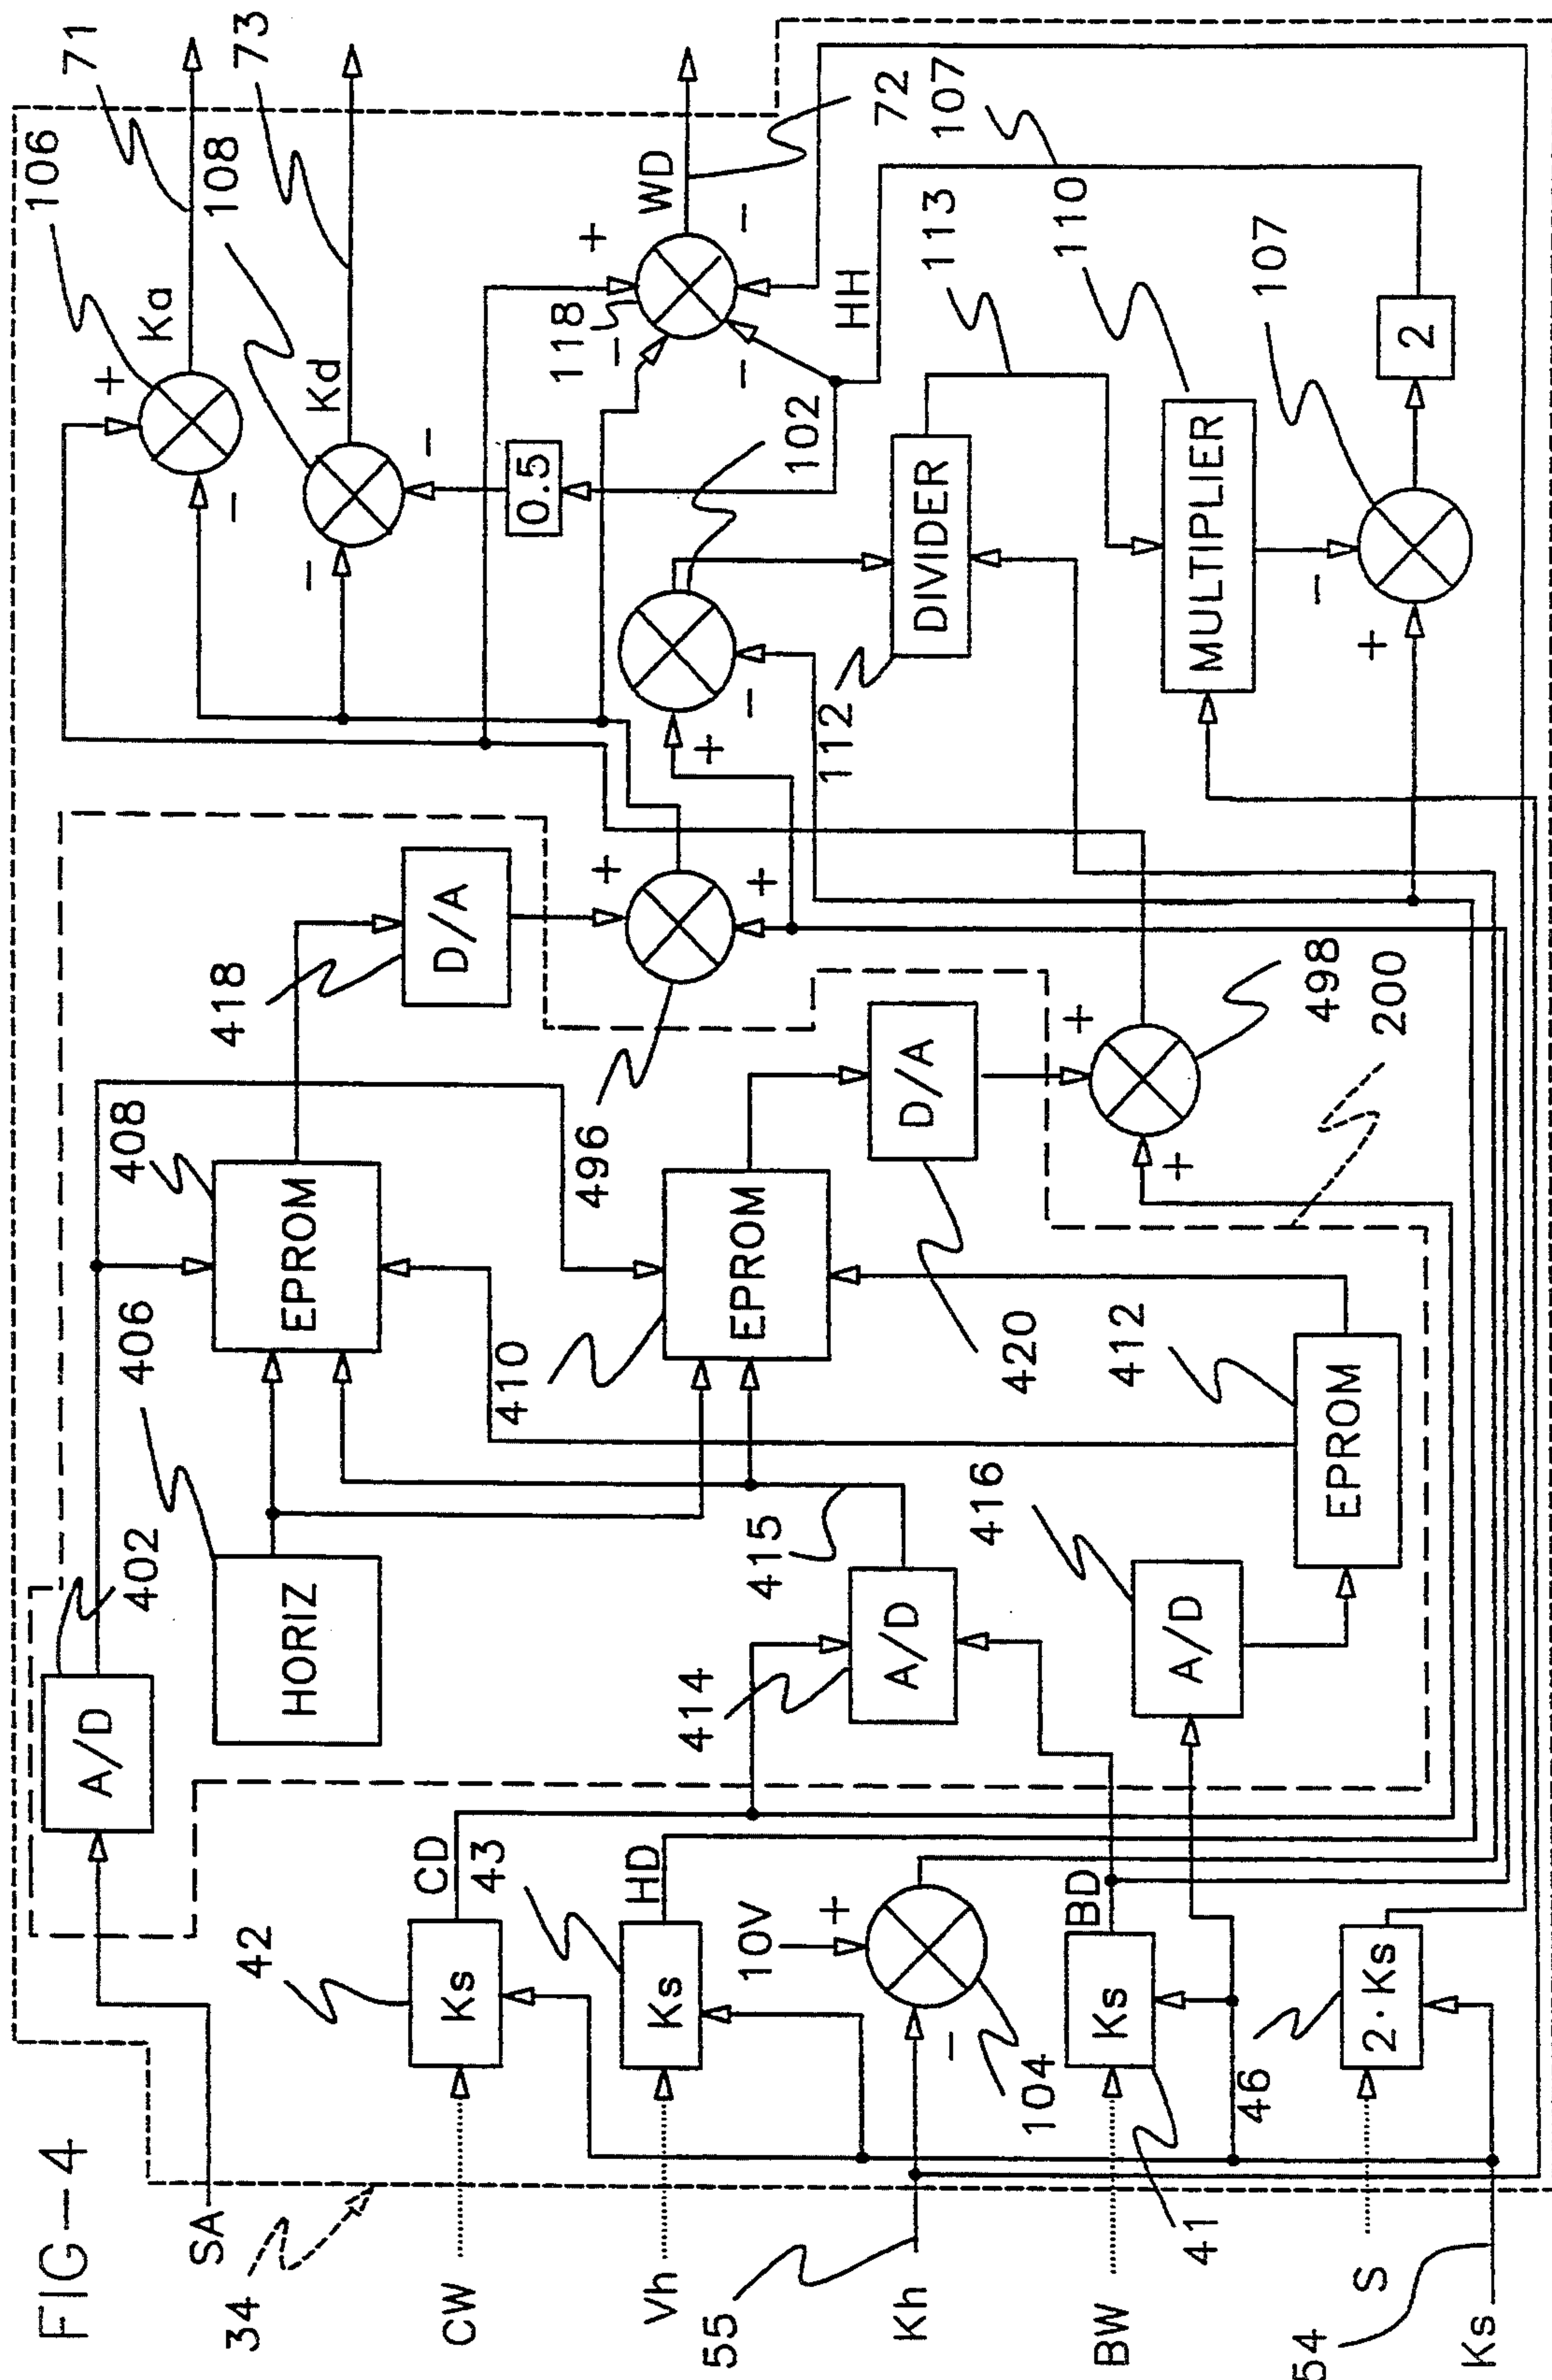 FIG-4
SA
34
CW
Vh
55
Kh
BW
41
S
54
Ks
42
Ks
CD
43
Ks
HD
10V
+
-
104
Ks
BD
46
2·Ks
A/D
402
HORIZ
406
414
A/D
415
416
A/D
EPROM
412
EPROM
408
410
EPROM
418
D/A
D/A
420
496
+
+
+
+
498
200
106
+
-
Ka
71
108
-
-
Kd
73
0.5
118
+
-
-
-
WD
72
HH
107
102
+
-
112
DIVIDER
113
MULTIPLIER
110
+
-
107
2